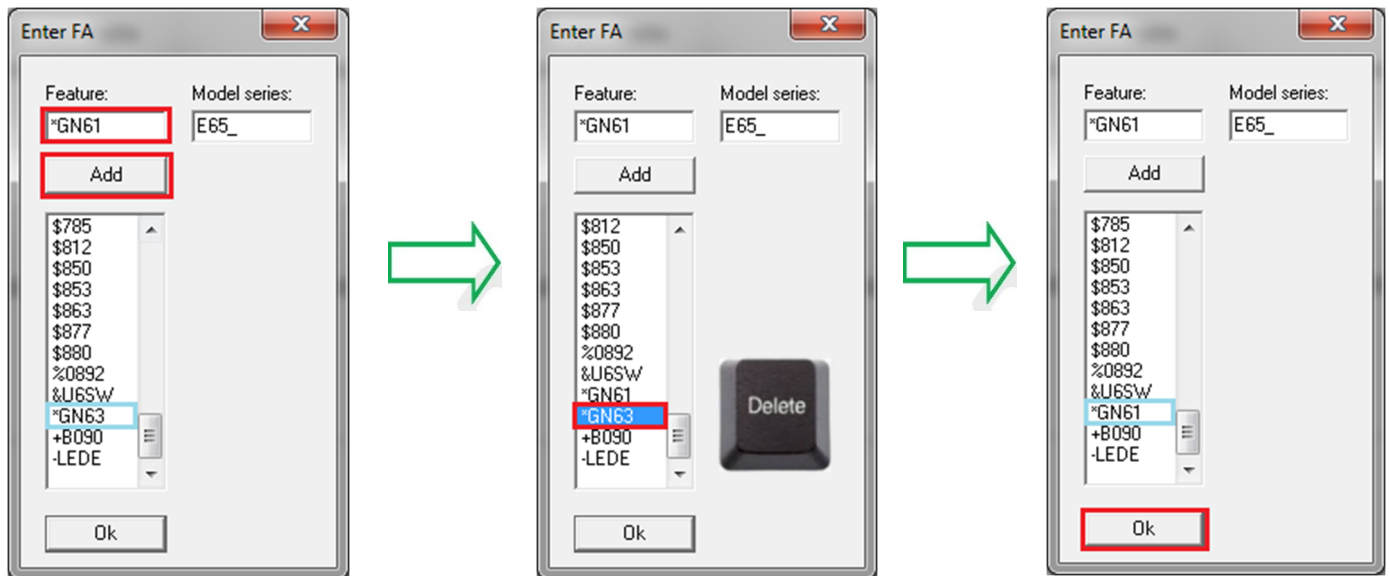 Enter FA
Feature:
Model series:
*GN61
E65_
Add
$785
$812
$850
$853
$863
$877
$880
%0892
&U6SW
*GN63
+B090
-LEDE
Ok
Enter FA
Feature:
Model series:
*GN61
E65_
Add
$812
$850
$853
$863
$877
$880
%0892
&U6SW
*GN61
*GN63
+B090
-LEDE
Delete
Ok
Enter FA
Feature:
Model series:
*GN61
E65_
Add
$785
$812
$850
$853
$863
$877
$880
%0892
&U6SW
*GN61
+B090
-LEDE
Ok